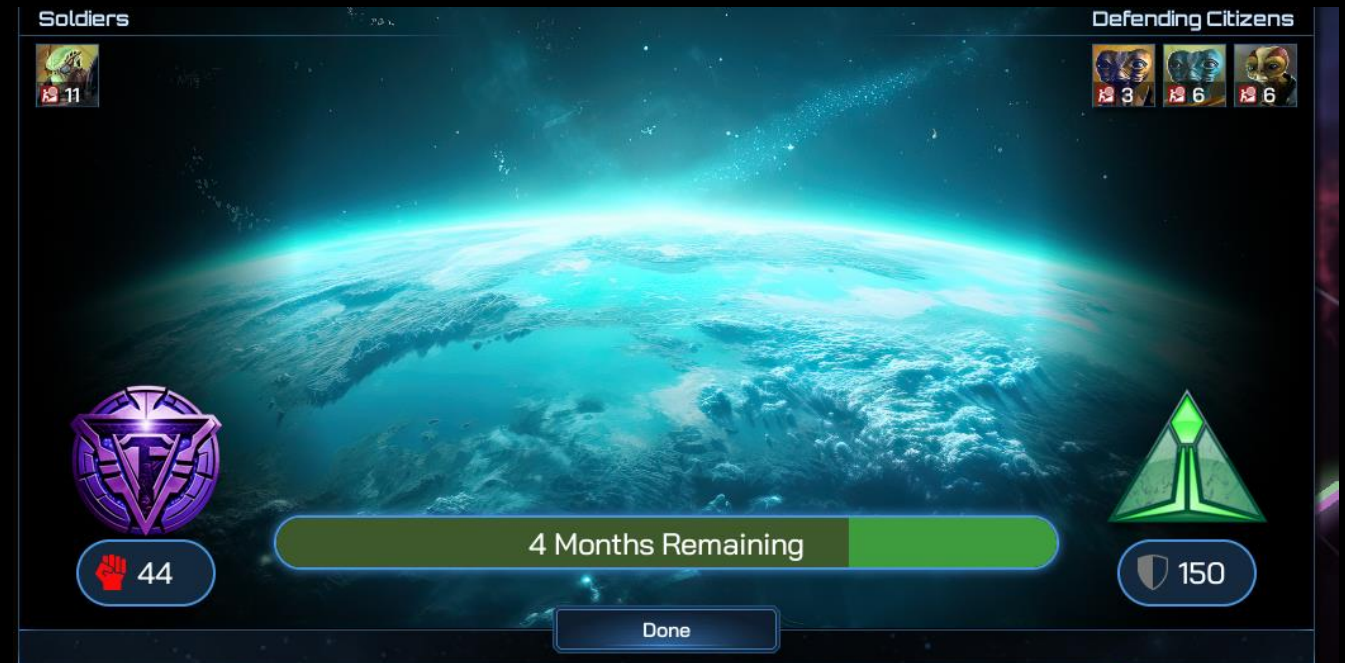 Soldiers
Defending Citizens
11
3
6
6
4 Months Remaining
44
150
Done